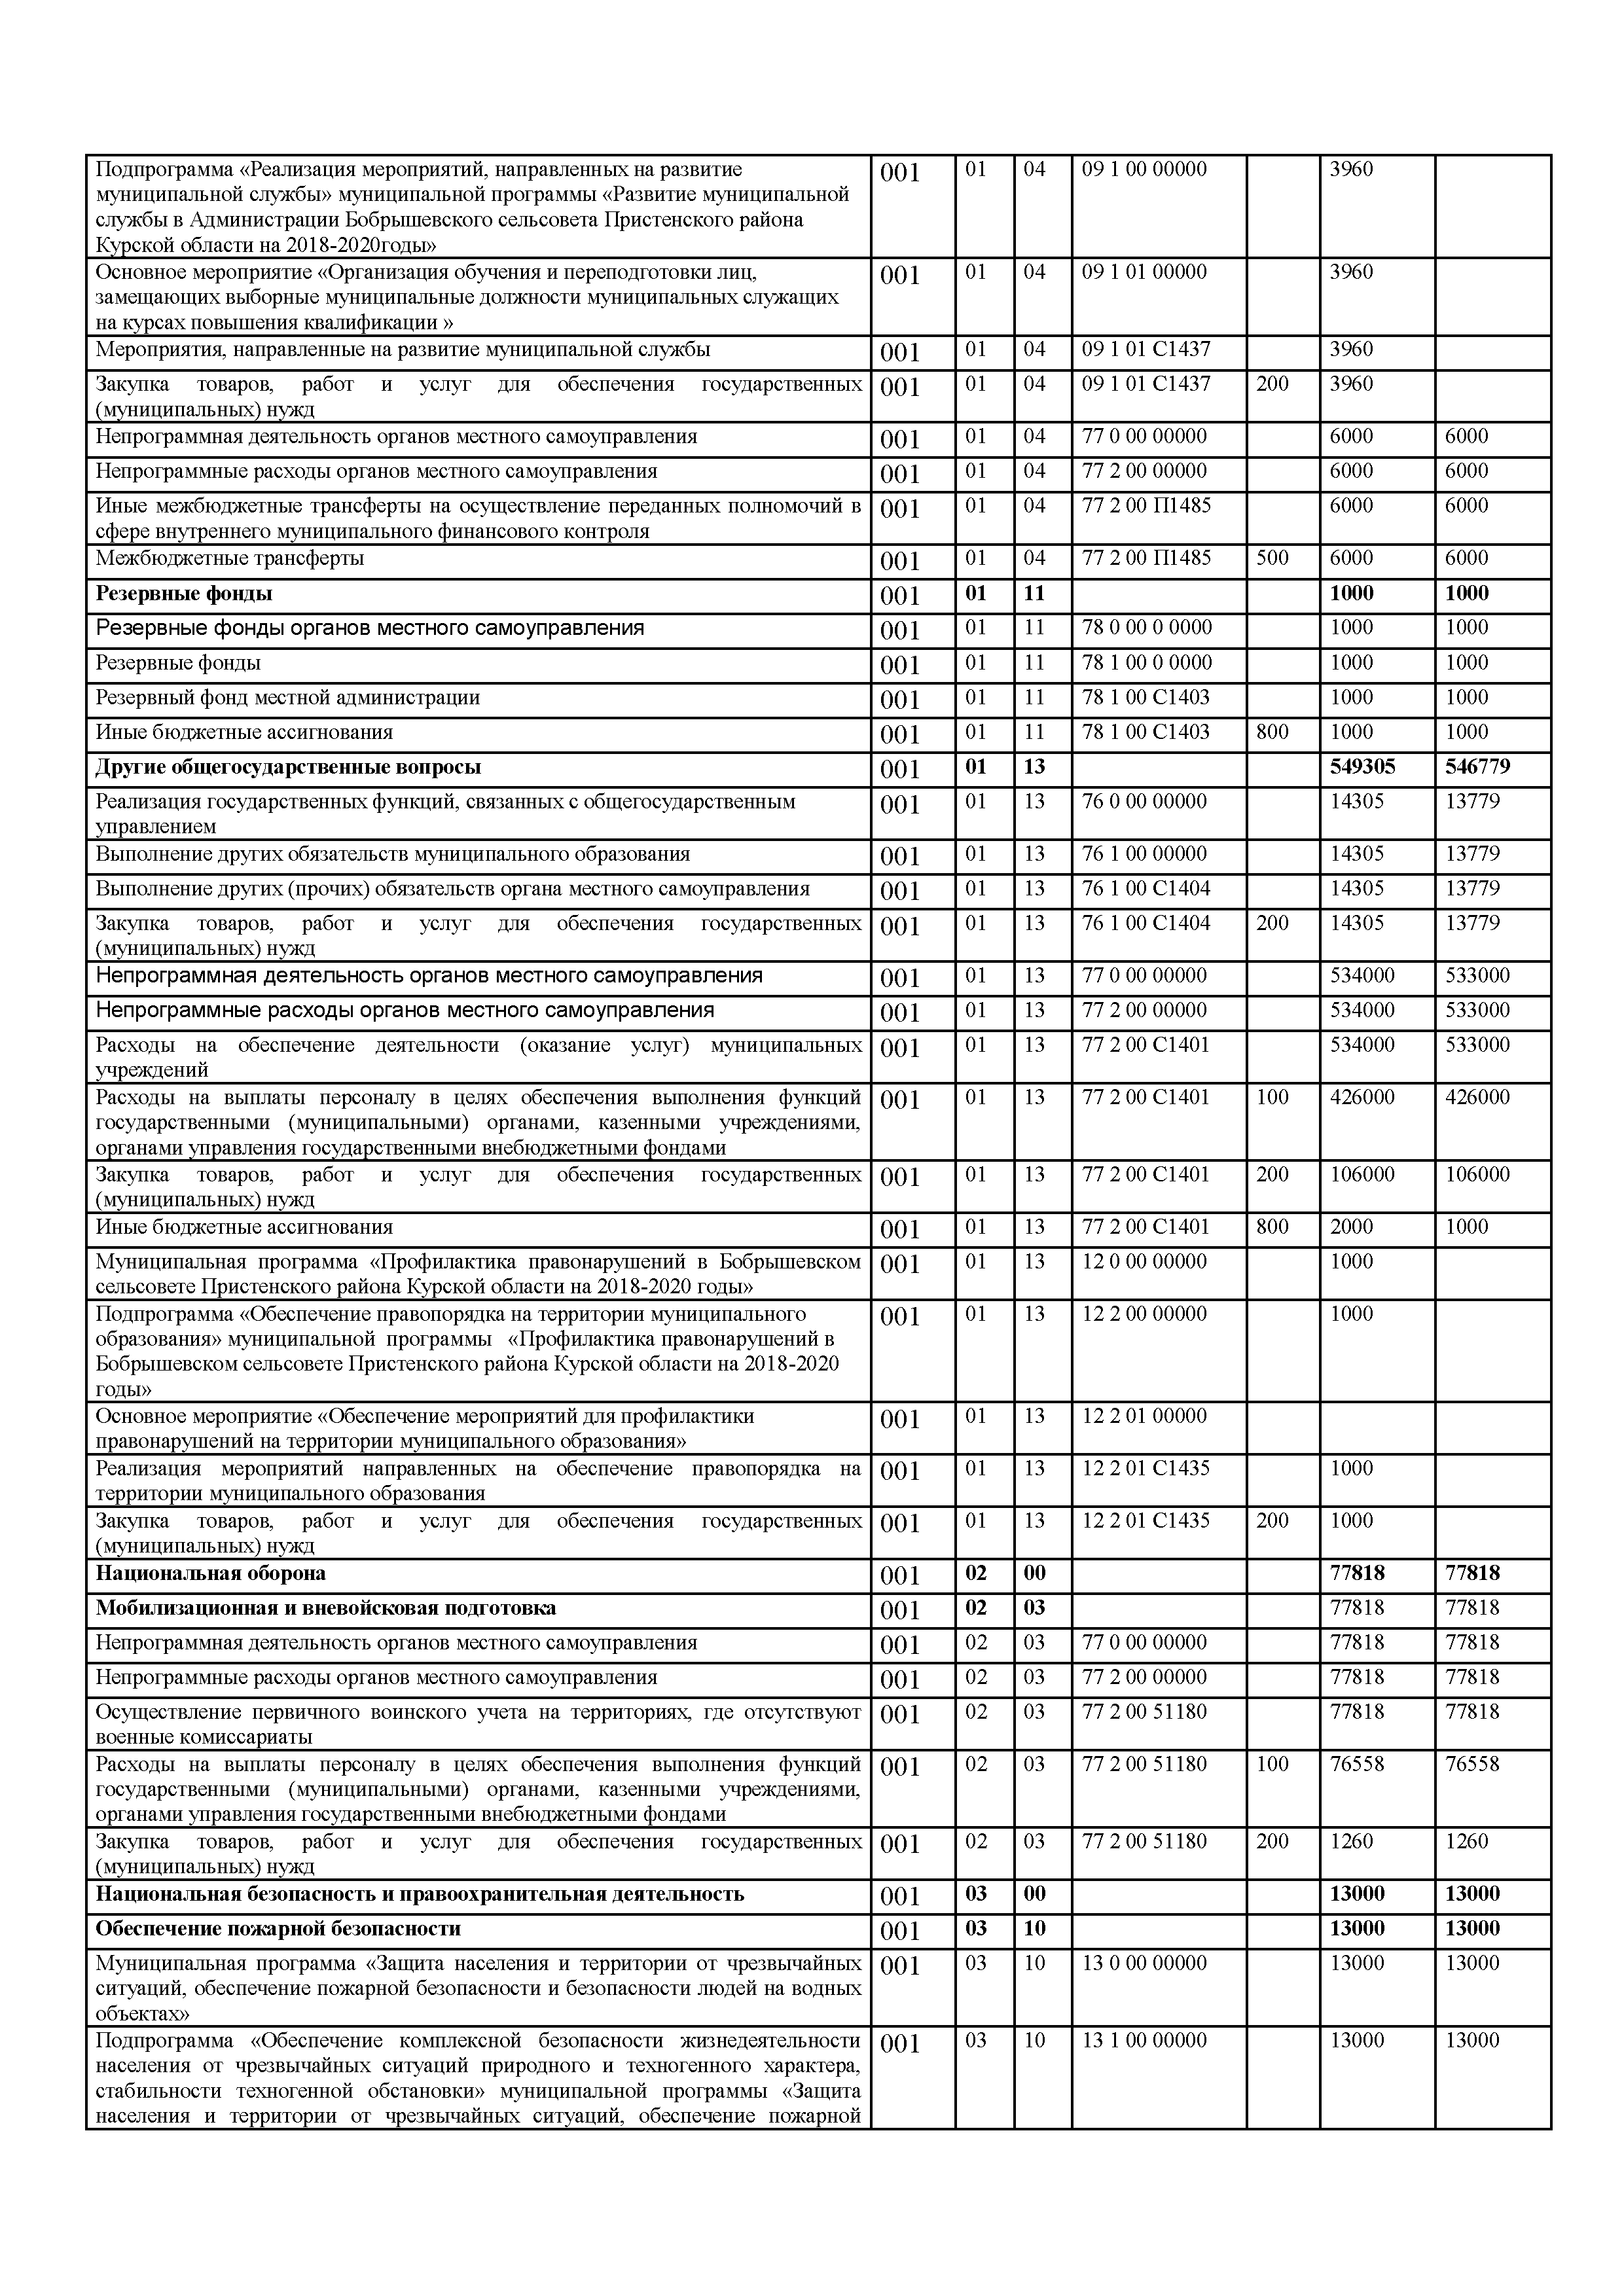 Подпрограмма «Реализация мероприятий, направленных на развитие 001 01 04 09 1 00 00000 3960
муниципальной службы» муниципальной программы «Развитие муниципальной
службы в Администрации Бобрышевского сельсовета Пристенского района
Курской области на 2018-2020годы»
Основное мероприятие «Организация обучения и переподготовки лиц, 001 01 04 09 1 01 00000 3960
замещающих выборные муниципальные должности муниципальных служащих
на курсах повышения квалификации »
Мероприятия, направленные на развитие муниципальной службы 001 01 04 09 1 01 С1437 3960
Закупка товаров, работ и услуг для обеспечения государственных 001 01 04 09 1 01 С1437 200 3960
(муниципальных) нужд
Непрограммная деятельность органов местного самоуправления 001 01 04 77 0 00 00000 6000 6000
Непрограммные расходы органов местного самоуправления 001 01 04 77 2 00 00000 6000 6000
Иные межбюджетные трансферты на осуществление переданных полномочий в 001 01 04 77 2 00 П1485 6000 6000
сфере внутреннего муниципального финансового контроля
Межбюджетные трансферты 001 01 04 77 2 00 П1485 500 6000 6000
Резервные фонды 001 01 11 1000 1000
Резервные фонды органов местного самоуправления 001 01 11 78 0 00 0 0000 1000 1000
Резервные фонды 001 01 11 78 1 00 0 0000 1000 1000
Резервный фонд местной администрации 001 01 11 78 1 00 С1403 1000 1000
Иные бюджетные ассигнования 001 01 11 78 1 00 С1403 800 1000 1000
Другие общегосударственные вопросы 001 01 13 549305 546779
Реализация государственных функций, связанных с общегосударственным 001 01 13 76 0 00 00000 14305 13779
управлением
Выполнение других обязательств муниципального образования 001 01 13 76 1 00 00000 14305 13779
Выполнение других (прочих) обязательств органа местного самоуправления 001 01 13 76 1 00 С1404 14305 13779
Закупка товаров, работ и услуг для обеспечения государственных 001 01 13 76 1 00 С1404 200 14305 13779
(муниципальных) нужд
Непрограммная деятельность органов местного самоуправления 001 01 13 77 0 00 00000 534000 533000
Непрограммные расходы органов местного самоуправления 001 01 13 77 2 00 00000 534000 533000
Расходы на обеспечение деятельности (оказание услуг) муниципальных 001 01 13 77 2 00 С1401 534000 533000
учреждений
Расходы на выплаты персоналу в целях обеспечения выполнения функций 001 01 13 77 2 00 С1401 100 426000 426000
государственными (муниципальными) органами, казенными учреждениями,
органами управления государственными внебюджетными фондами
Закупка товаров, работ и услуг для обеспечения государственных 001 01 13 77 2 00 С1401 200 106000 106000
(муниципальных) нужд
Иные бюджетные ассигнования 001 01 13 77 2 00 С1401 800 2000 1000
Муниципальная программа «Профилактика правонарушений в Бобрышевском 001 01 13 12 0 00 00000 1000
сельсовете Пристенского района Курской области на 2018-2020 годы»
Подпрограмма «Обеспечение правопорядка на территории муниципального 001 01 13 12 2 00 00000 1000
образования» муниципальной программы «Профилактика правонарушений в
Бобрышевском сельсовете Пристенского района Курской области на 2018-2020
годы»
Основное мероприятие «Обеспечение мероприятий для профилактики 001 01 13 12 2 01 00000
правонарушений на территории муниципального образования»
Реализация мероприятий направленных на обеспечение правопорядка на 001 01 13 12 2 01 С1435 1000
территории муниципального образования
Закупка товаров, работ и услуг для обеспечения государственных 001 01 13 12 2 01 С1435 200 1000
(муниципальных) нужд
Национальная оборона 001 02 00 77818 77818
Мобилизационная и вневойсковая подготовка 001 02 03 77818 77818
Непрограммная деятельность органов местного самоуправления 001 02 03 77 0 00 00000 77818 77818
Непрограммные расходы органов местного самоуправления 001 02 03 77 2 00 00000 77818 77818
Осуществление первичного воинского учета на территориях, где отсутствуют 001 02 03 77 2 00 51180 77818 77818
военные комиссариаты
Расходы на выплаты персоналу в целях обеспечения выполнения функций 001 02 03 77 2 00 51180 100 76558 76558
государственными (муниципальными) органами, казенными учреждениями,
органами управления государственными внебюджетными фондами
Закупка товаров, работ и услуг для обеспечения государственных 001 02 03 77 2 00 51180 200 1260 1260
(муниципальных) нужд
Национальная безопасность и правоохранительная деятельность 001 03 00 13000 13000
Обеспечение пожарной безопасности 001 03 10 13000 13000
Муниципальная программа «Защита населения и территории от чрезвычайных 001 03 10 13 0 00 00000 13000 13000
ситуаций, обеспечение пожарной безопасности и безопасности людей на водных
объектах»
Подпрограмма «Обеспечение комплексной безопасности жизнедеятельности 001 03 10 13 1 00 00000 13000 13000
населения от чрезвычайных ситуаций природного и техногенного характера,
стабильности техногенной обстановки» муниципальной программы «Защита
населения и территории от чрезвычайных ситуаций, обеспечение пожарной